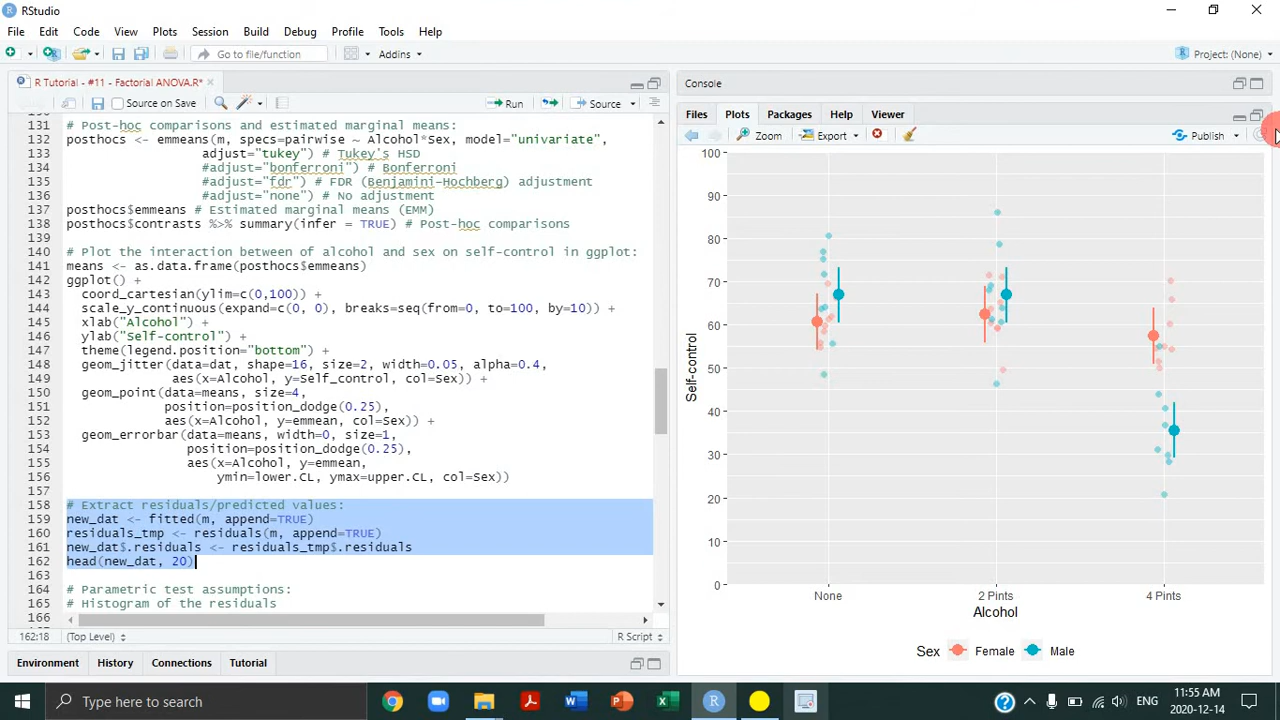 RStudio
File Edit Code View Plots Session Build Debug Profile Tools Help
Go to file/function Addins Project: (None)
R Tutorial - #11 - Factorial ANOVA.R* ×
Source on Save Run Source
131 # Post-hoc comparisons and estimated marginal means:
132 posthocs <- emmeans(m, specs=pairwise ~ Alcohol*Sex, model="univariate",
133 adjust="tukey") # Tukey's HSD
134 #adjust="bonferroni") # Bonferroni
135 #adjust="fdr") # FDR (Benjamini-Hochberg) adjustment
136 #adjust="none") # No adjustment
137 posthocs$emmeans # Estimated marginal means (EMM)
138 posthocs$contrasts %>% summary(infer = TRUE) # Post-hoc comparisons
139
140 # Plot the interaction between of alcohol and sex on self-control in ggplot:
141 means <- as.data.frame(posthocs$emmeans)
142 ggplot() +
143 coord_cartesian(ylim=c(0,100)) +
144 scale_y_continuous(expand=c(0, 0), breaks=seq(from=0, to=100, by=10)) +
145 xlab("Alcohol") +
146 ylab("Self-control") +
147 theme(legend.position="bottom") +
148 geom_jitter(data=dat, shape=16, size=2, width=0.05, alpha=0.4,
149 aes(x=Alcohol, y=Self_control, col=Sex)) +
150 geom_point(data=means, size=4,
151 position=position_dodge(0.25),
152 aes(x=Alcohol, y=emmean, col=Sex)) +
153 geom_errorbar(data=means, width=0, size=1,
154 position=position_dodge(0.25),
155 aes(x=Alcohol, y=emmean,
156 ymin=lower.CL, ymax=upper.CL, col=Sex))
157
158 # Extract residuals/predicted values:
159 new_dat <- fitted(m, append=TRUE)
160 residuals_tmp <- residuals(m, append=TRUE)
161 new_dat$.residuals <- residuals_tmp$.residuals
162 head(new_dat, 20)
163
164 # Parametric test assumptions:
165 # Histogram of the residuals
166
162:18 (Top Level) R Script
Environment History Connections Tutorial
Console
Files Plots Packages Help Viewer
Zoom Export Publish
100
90
80
70
60
50
40
30
20
10
0
Self-control
None 2 Pints 4 Pints
Alcohol
Sex Female Male
Type here to search
ENG
11:55 AM
2020-12-14